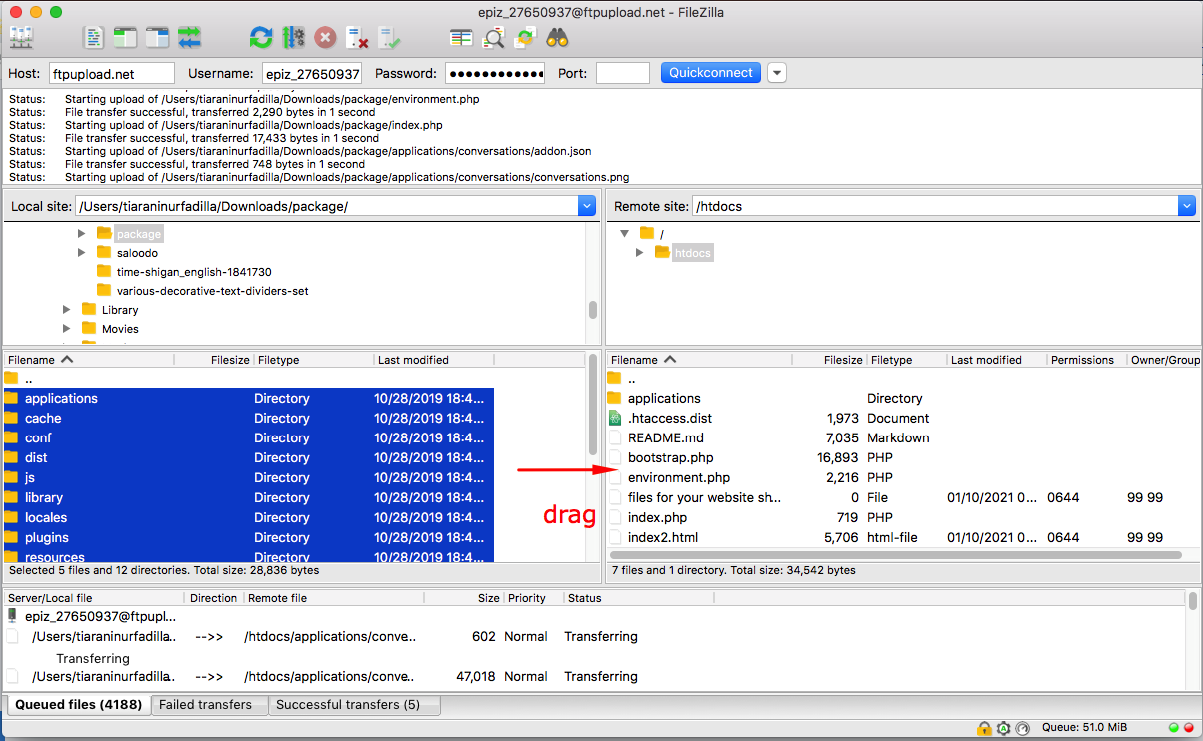 epiz_27650937@ftpupload.net - FileZilla
Host: ftpupload.net Username: epiz_27650937 Password: ●●●●●●●●●●●● Port: Quickconnect
Status: Starting upload of /Users/tiaraninurfadilla/Downloads/package/environment.php
Status: File transfer successful, transferred 2,290 bytes in 1 second
Status: Starting upload of /Users/tiaraninurfadilla/Downloads/package/index.php
Status: File transfer successful, transferred 17,433 bytes in 1 second
Status: Starting upload of /Users/tiaraninurfadilla/Downloads/package/applications/conversations/addon.json
Status: File transfer successful, transferred 748 bytes in 1 second
Status: Starting upload of /Users/tiaraninurfadilla/Downloads/package/applications/conversations/conversations.png
Local site: /Users/tiaraninurfadilla/Downloads/package/
package
saloodo
time-shigan_english-1841730
various-decorative-text-dividers-set
Library
Movies
Filename Filesize Filetype Last modified
..
applications Directory 10/28/2019 18:4...
cache Directory 10/28/2019 18:4...
conf Directory 10/28/2019 18:4...
dist Directory 10/28/2019 18:4...
js Directory 10/28/2019 18:4...
library Directory 10/28/2019 18:4...
locales Directory 10/28/2019 18:4...
plugins Directory 10/28/2019 18:4...
resources Directory 10/28/2019 18:4...
Selected 5 files and 12 directories. Total size: 28,836 bytes
drag
Remote site: /htdocs
/
htdocs
Filename Filesize Filetype Last modified Permissions Owner/Group
..
applications Directory
.htaccess.dist 1,973 Document
README.md 7,035 Markdown
bootstrap.php 16,893 PHP
environment.php 2,216 PHP
files for your website sh... 0 File 01/10/2021 0... 0644 99 99
index.php 719 PHP
index2.html 5,706 html-file 01/10/2021 0... 0644 99 99
7 files and 1 directory. Total size: 34,542 bytes
Server/Local file Direction Remote file Size Priority Status
epiz_27650937@ftpupl...
/Users/tiaraninurfadilla.. -->> /htdocs/applications/conve.. 602 Normal Transferring
Transferring
/Users/tiaraninurfadilla.. -->> /htdocs/applications/conve.. 47,018 Normal Transferring
Queued files (4188) Failed transfers Successful transfers (5)
Queue: 51.0 MiB